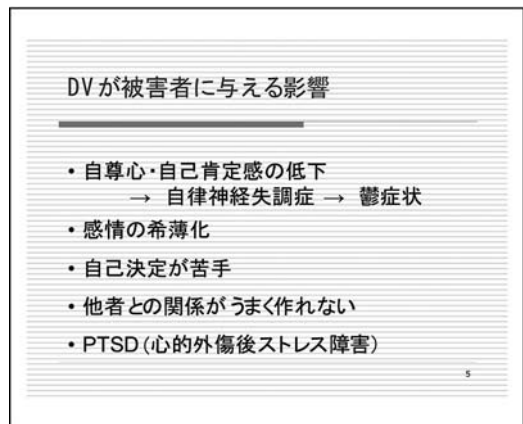 DVが被害者に与える影響
・自尊心・自己肯定感の低下
→ 自律神経失調症 → 鬱症状
・感情の希薄化
・自己決定が苦手
・他者との関係がうまく作れない
・PTSD(心的外傷後ストレス障害)
5